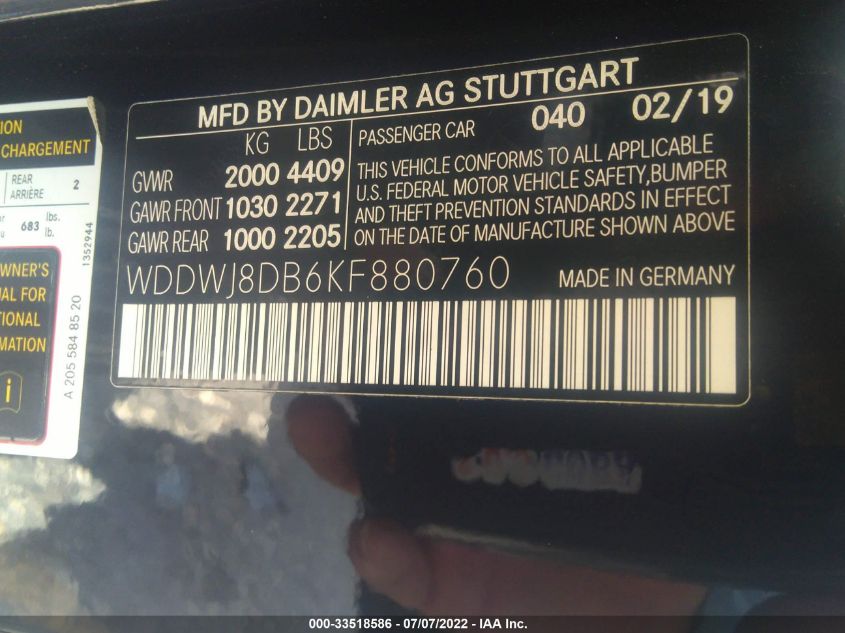 MFD BY DAIMLER AG STUTTGART
KG LBS
GVWR 2000 4409
GAWR FRONT 1030 2271
GAWR REAR 1000 2205
PASSENGER CAR 040 02/19
THIS VEHICLE CONFORMS TO ALL APPLICABLE
U.S. FEDERAL MOTOR VEHICLE SAFETY,BUMPER
AND THEFT PREVENTION STANDARDS IN EFFECT
ON THE DATE OF MANUFACTURE SHOWN ABOVE
WDDWJ8DB6KF880760 MADE IN GERMANY
CHARGEMENT
REAR
ARRIÈRE 2
683 lbs.
lb.
1352944
OWNER'S
FOR
A 205 584 85 20
000-33518586 - 07/07/2022 - IAA Inc.